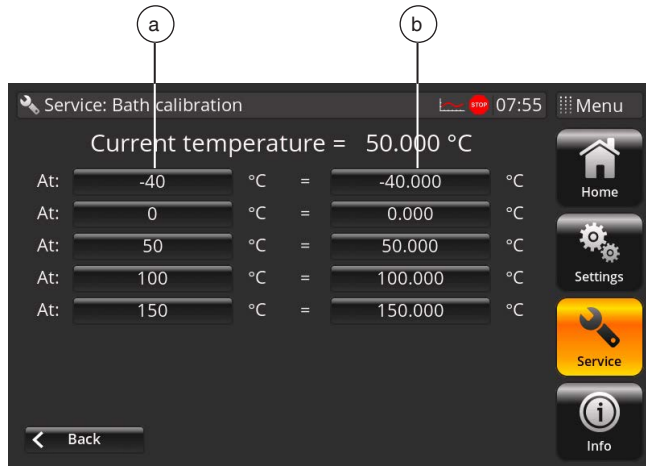 a b
Service: Bath calibration STOP 07:55 Menu
Current temperature = 50.000 °C
At: -40 °C = -40.000 °C
Home
At: 0 °C = 0.000 °C
At: 50 °C = 50.000 °C
Settings
At: 100 °C = 100.000 °C
At: 150 °C = 150.000 °C
Service
Back
Info